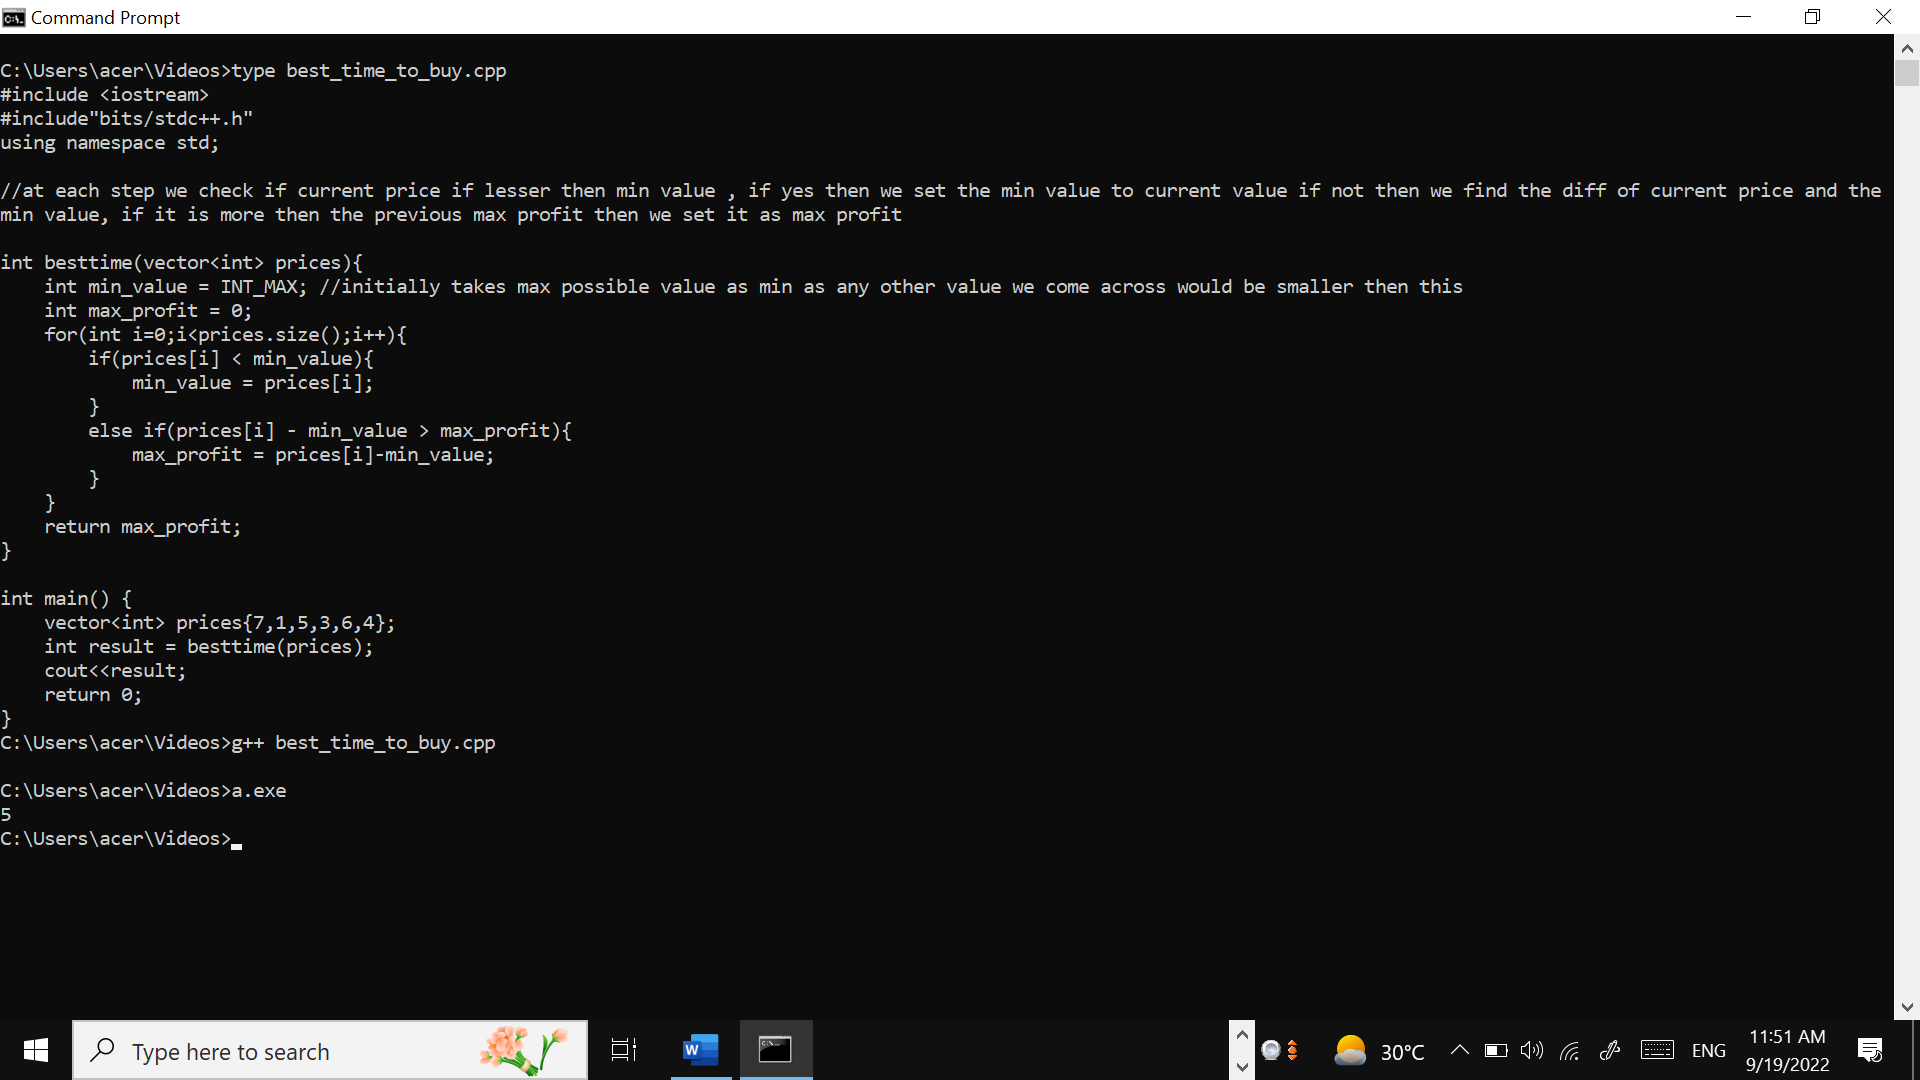 Command Prompt
C:\Users\acer\Videos>type best_time_to_buy.cpp
#include <iostream>
#include"bits/stdc++.h"
using namespace std;
//at each step we check if current price if lesser then min value , if yes then we set the min value to current value if not then we find the diff of current price and the
min value, if it is more then the previous max profit then we set it as max profit
int besttime(vector<int> prices){
    int min_value = INT_MAX; //initially takes max possible value as min as any other value we come across would be smaller then this
    int max_profit = 0;
    for(int i=0;i<prices.size();i++){
        if(prices[i] < min_value){
            min_value = prices[i];
        }
        else if(prices[i] - min_value > max_profit){
            max_profit = prices[i]-min_value;
        }
    }
    return max_profit;
}
int main() {
    vector<int> prices{7,1,5,3,6,4};
    int result = besttime(prices);
    cout<<result;
    return 0;
}
C:\Users\acer\Videos>g++ best_time_to_buy.cpp
C:\Users\acer\Videos>a.exe
5
C:\Users\acer\Videos>
Type here to search
W
30°C
ENG
11:51 AM
9/19/2022